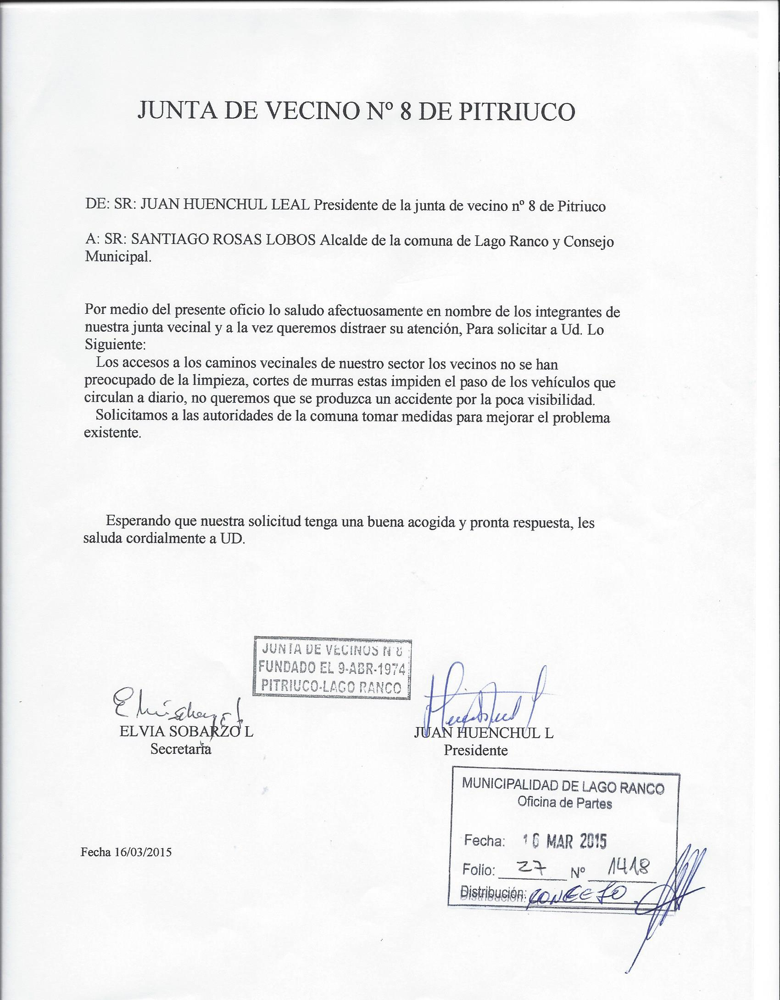 JUNTA DE VECINO Nº 8 DE PITRIUCO
DE: SR: JUAN HUENCHUL LEAL Presidente de la junta de vecino nº 8 de Pitriuco
A: SR: SANTIAGO ROSAS LOBOS Alcalde de la comuna de Lago Ranco y Consejo
Municipal.
Por medio del presente oficio lo saludo afectuosamente en nombre de los integrantes de
nuestra junta vecinal y a la vez queremos distraer su atención, Para solicitar a Ud. Lo
Siguiente:
Los accesos a los caminos vecinales de nuestro sector los vecinos no se han
preocupado de la limpieza, cortes de murras estas impiden el paso de los vehículos que
circulan a diario, no queremos que se produzca un accidente por la poca visibilidad.
Solicitamos a las autoridades de la comuna tomar medidas para mejorar el problema
existente.
Esperando que nuestra solicitud tenga una buena acogida y pronta respuesta, les
saluda cordialmente a UD.
JUNTA DE VECINOS N 8
FUNDADO EL 9-ABR-1974
PITRIUCO-LAGO RANCO
ELVIA SOBARZO L
Secretaria
JUAN HUENCHUL L
Presidente
MUNICIPALIDAD DE LAGO RANCO
Oficina de Partes
Fecha: 16 MAR 2015
Folio: 27 Nº 1418
Distribución: CONCEJO
Fecha 16/03/2015